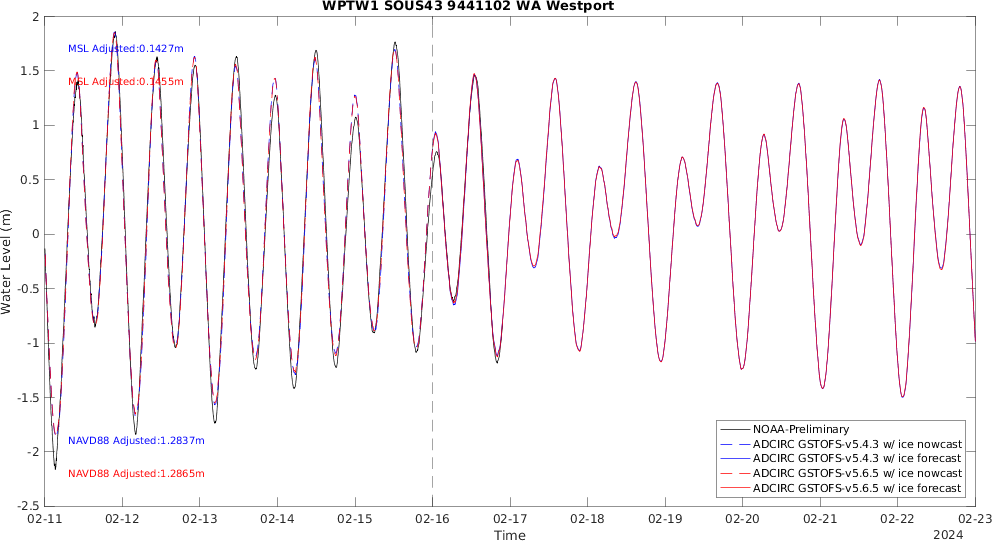 WPTW1 SOUS43 9441102 WA Westport
2
1.5
1
0.5
0
-0.5
-1
-1.5
-2
-2.5
Water Level (m)
MSL Adjusted:0.1427m
MSL Adjusted:0.1455m
NAVD88 Adjusted:1.2837m
NAVD88 Adjusted:1.2865m
NOAA-Preliminary
ADCIRC GSTOFS-v5.4.3 w/ ice nowcast
ADCIRC GSTOFS-v5.4.3 w/ ice forecast
ADCIRC GSTOFS-v5.6.5 w/ ice nowcast
ADCIRC GSTOFS-v5.6.5 w/ ice forecast
02-11 02-12 02-13 02-14 02-15 02-16 02-17 02-18 02-19 02-20 02-21 02-22 02-23
Time
2024